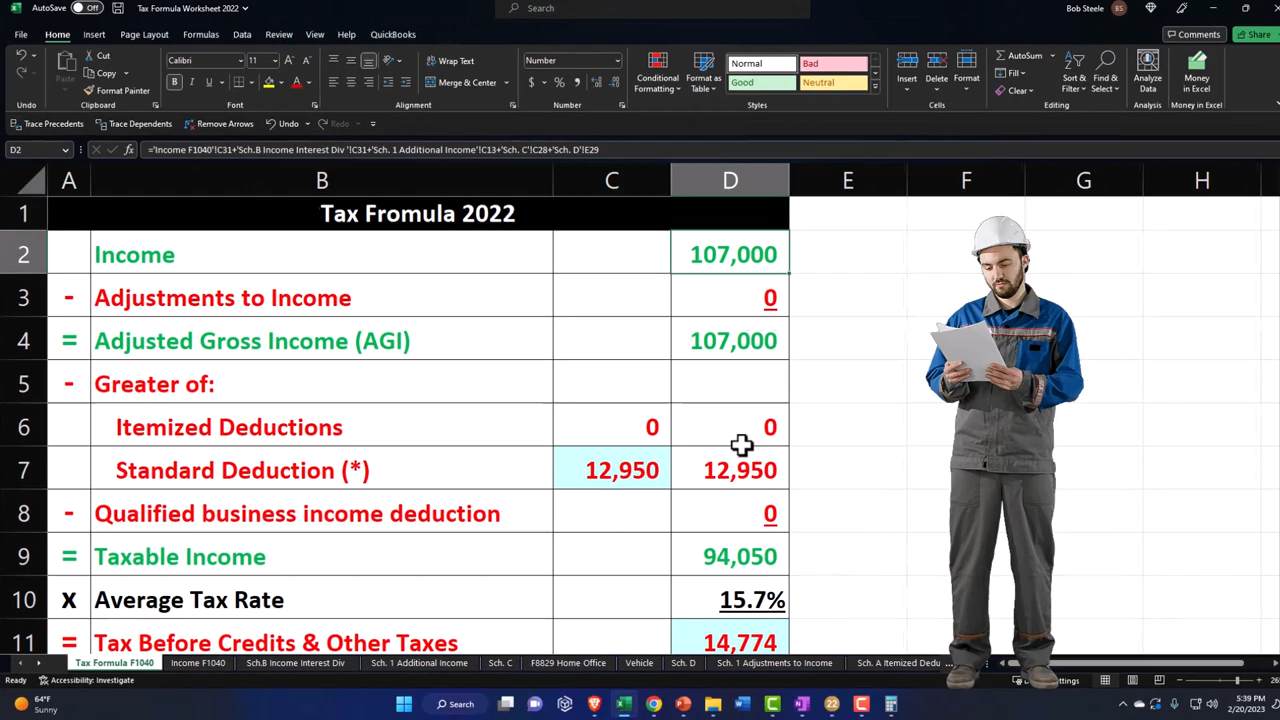 AutoSave Off Tax Formula Worksheet 2022 Search Bob Steele BS
File Home Insert Page Layout Formulas Data Review View Help QuickBooks Comments Share
Cut Copy Format Painter
Calibri 11 Wrap Text Merge & Center Number
Paste B I U Conditional Formatting Format as Table Normal Bad Good Neutral Insert Delete Format AutoSum Fill Clear Sort & Filter Find & Select Analyze Data Money in Excel
Undo Clipboard Font Alignment Number Styles Cells Editing Analysis Money in Excel
Trace Precedents Trace Dependents Remove Arrows Undo Redo
D2 fx ='Income F1040'!C31+'Sch.B Income Interest Div '!C31+'Sch. 1 Additional Income'!C13+'Sch. C'!C28+'Sch. D'!E29
A B C D E F G H
1 Tax Fromula 2022
2 Income 107,000
3 - Adjustments to Income 0
4 = Adjusted Gross Income (AGI) 107,000
5 - Greater of:
6 Itemized Deductions 0 0
7 Standard Deduction (*) 12,950 12,950
8 - Qualified business income deduction 0
9 = Taxable Income 94,050
10 x Average Tax Rate 15.7%
11 = Tax Before Credits & Other Taxes 14,774
Tax Formula F1040 Income F1040 Sch.B Income Interest Div Sch. 1 Additional Income Sch. C F8829 Home Office Vehicle Sch. D Sch. 1 Adjustments to Income Sch. A Itemized Dedu ...
Ready Accessibility: Investigate
64°F Sunny Search 5:39 PM 2/20/2023